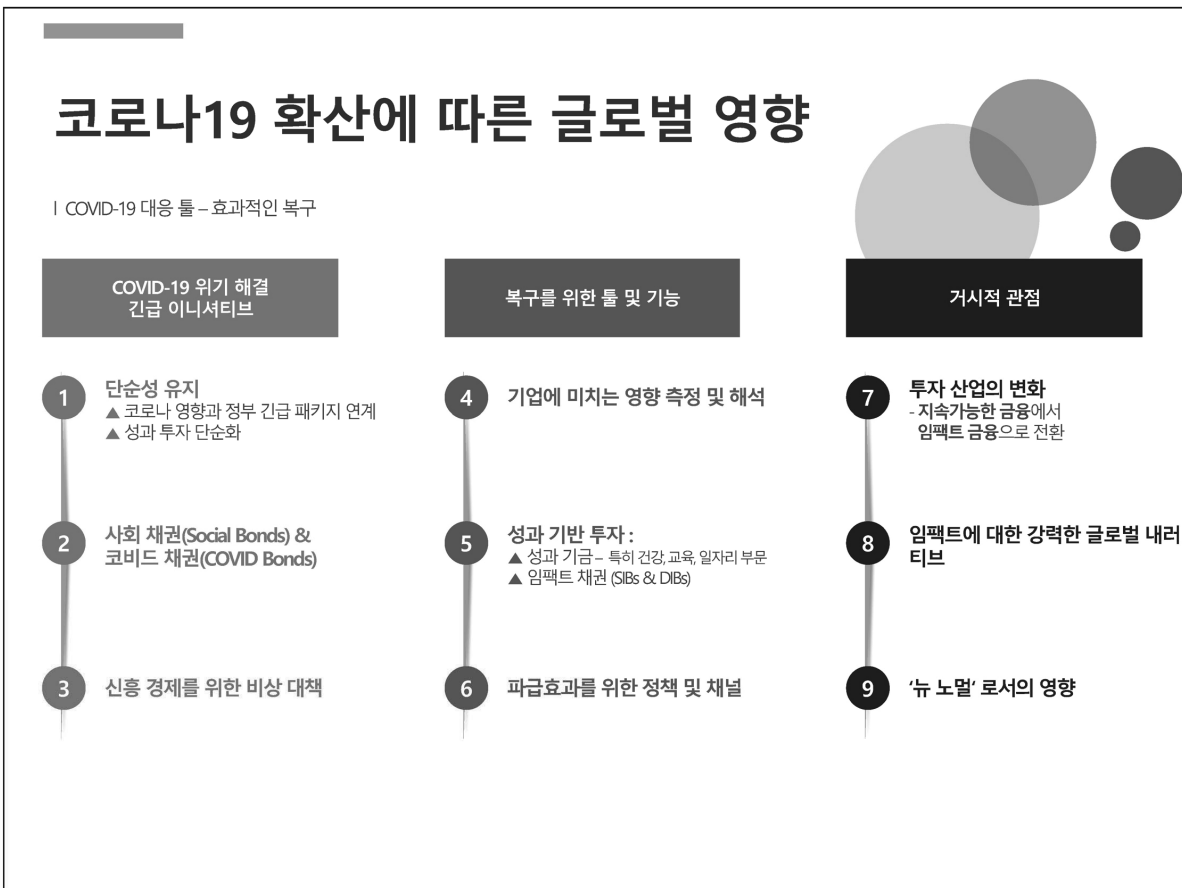 코로나19 확산에 따른 글로벌 영향
| COVID-19 대응 툴 – 효과적인 복구
COVID-19 위기 해결
긴급 이니셔티브
1
단순성 유지
▲ 코로나 영향과 정부 긴급 패키지 연계
▲ 성과 투자 단순화
2
사회 채권(Social Bonds) &
코비드 채권(COVID Bonds)
3
신흥 경제를 위한 비상 대책
복구를 위한 툴 및 기능
4
기업에 미치는 영향 측정 및 해석
5
성과 기반 투자 :
▲ 성과 기금 – 특히 건강, 교육, 일자리 부문
▲ 임팩트 채권 (SIBs & DIBs)
6
파급효과를 위한 정책 및 채널
거시적 관점
7
투자 산업의 변화
- 지속가능한 금융에서
임팩트 금융으로 전환
8
임팩트에 대한 강력한 글로벌 내러
티브
9
‘뉴 노멀‘ 로서의 영향